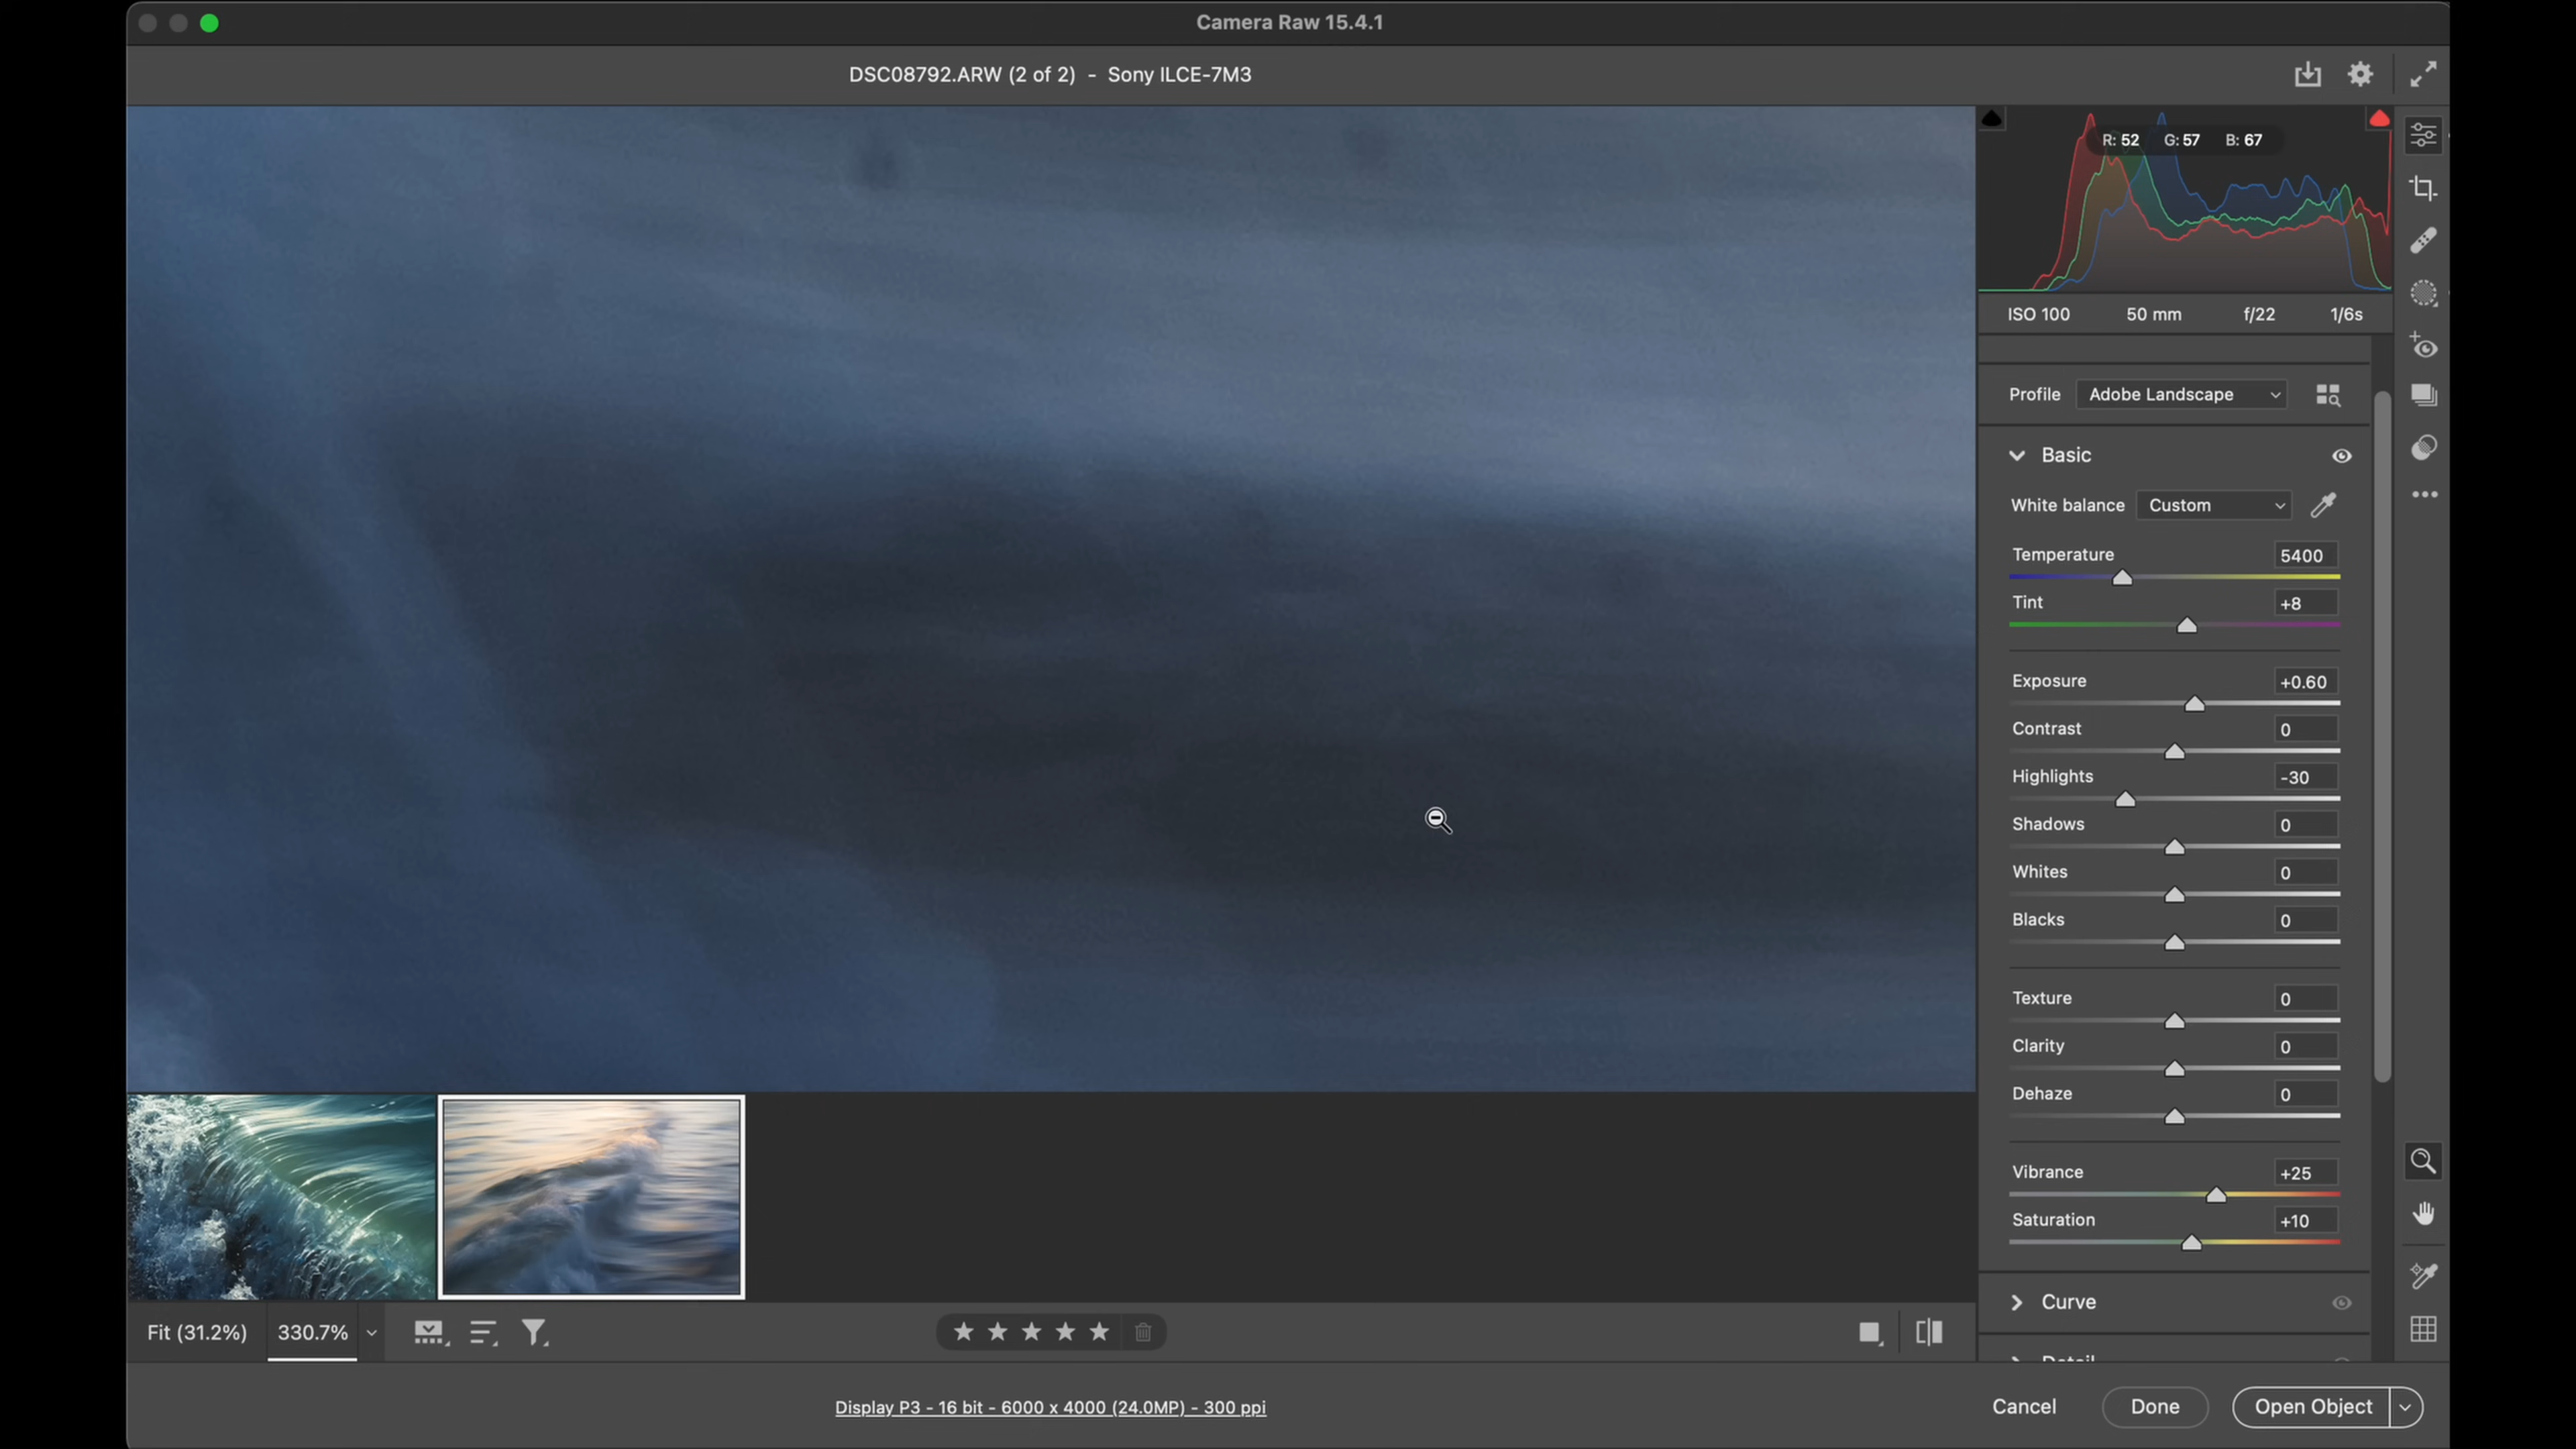 Camera Raw 15.4.1
DSC08792.ARW (2 of 2) - Sony ILCE-7M3
R: 52 G: 57 B: 67
ISO 100 50 mm f/22 1/6s
Profile Adobe Landscape
Basic
White balance Custom
Temperature 5400
Tint +8
Exposure +0.60
Contrast 0
Highlights -30
Shadows 0
Whites 0
Blacks 0
Texture 0
Clarity 0
Dehaze 0
Vibrance +25
Saturation +10
Curve
Detail
Fit (31.2%) 330.7%
Display P3 - 16 bit - 6000 x 4000 (24.0MP) - 300 ppi
Cancel Done Open Object